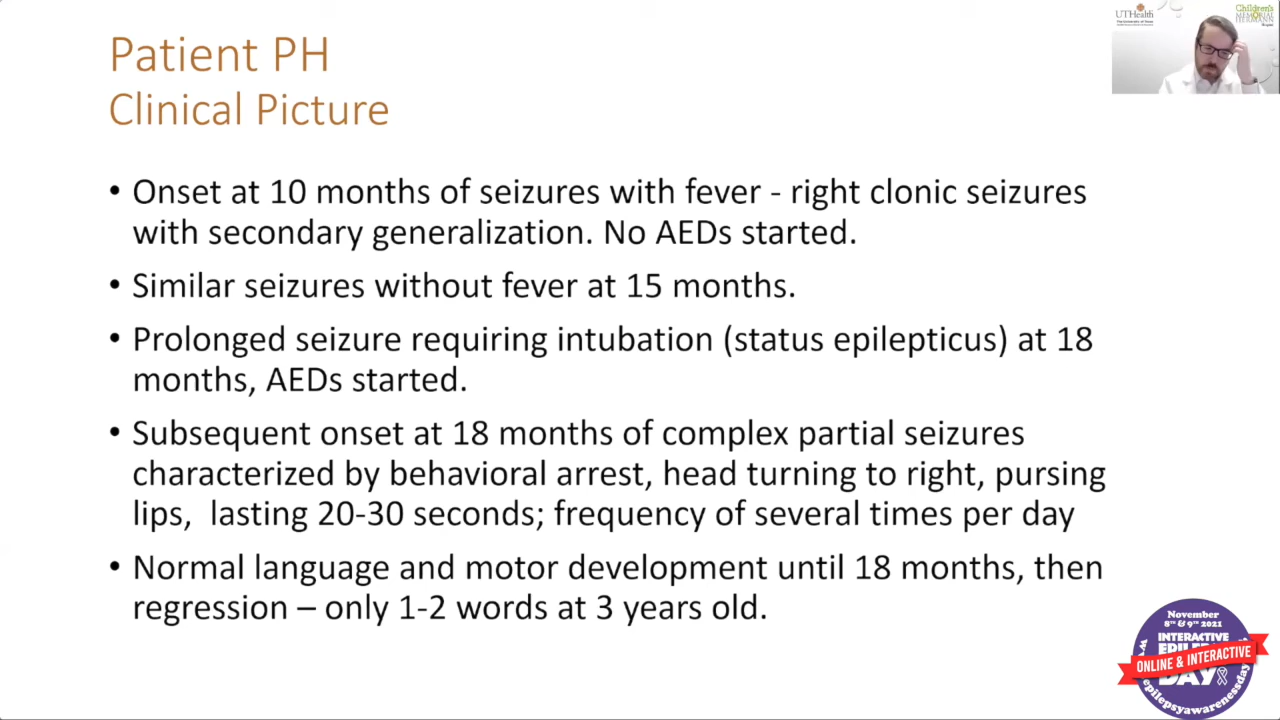 UTHealth
Children's
MEMORIAL
HERMANN
Patient PH
Clinical Picture
• Onset at 10 months of seizures with fever - right clonic seizures
with secondary generalization. No AEDs started.
• Similar seizures without fever at 15 months.
• Prolonged seizure requiring intubation (status epilepticus) at 18
months, AEDs started.
• Subsequent onset at 18 months of complex partial seizures
characterized by behavioral arrest, head turning to right, pursing
lips, lasting 20-30 seconds; frequency of several times per day
• Normal language and motor development until 18 months, then
regression – only 1-2 words at 3 years old.
November
8TH & 9TH 2021
INTERACTIVE
ONLINE & INTERACTIVE
DAY
epilepsyawarenessday